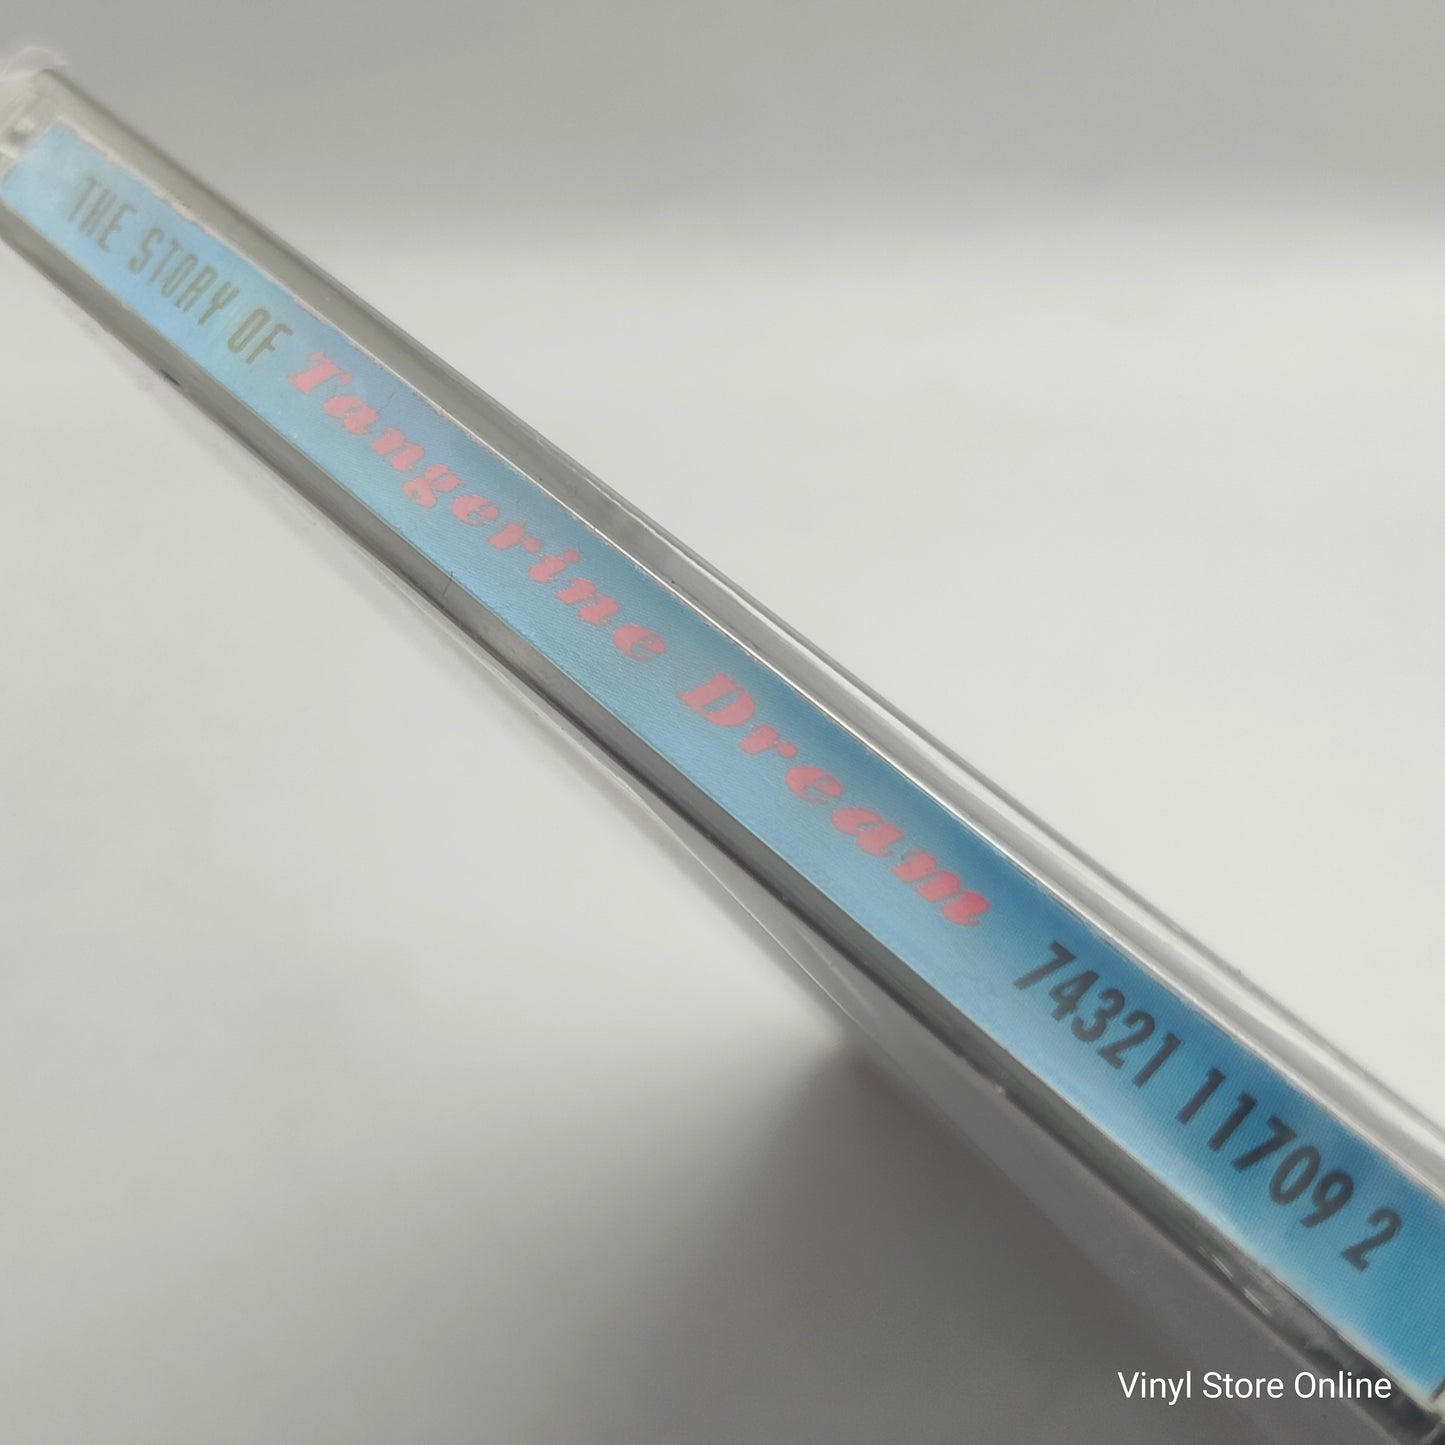 THE STORY OF Tangerine Dream 74321 11709 2
Vinyl Store Online